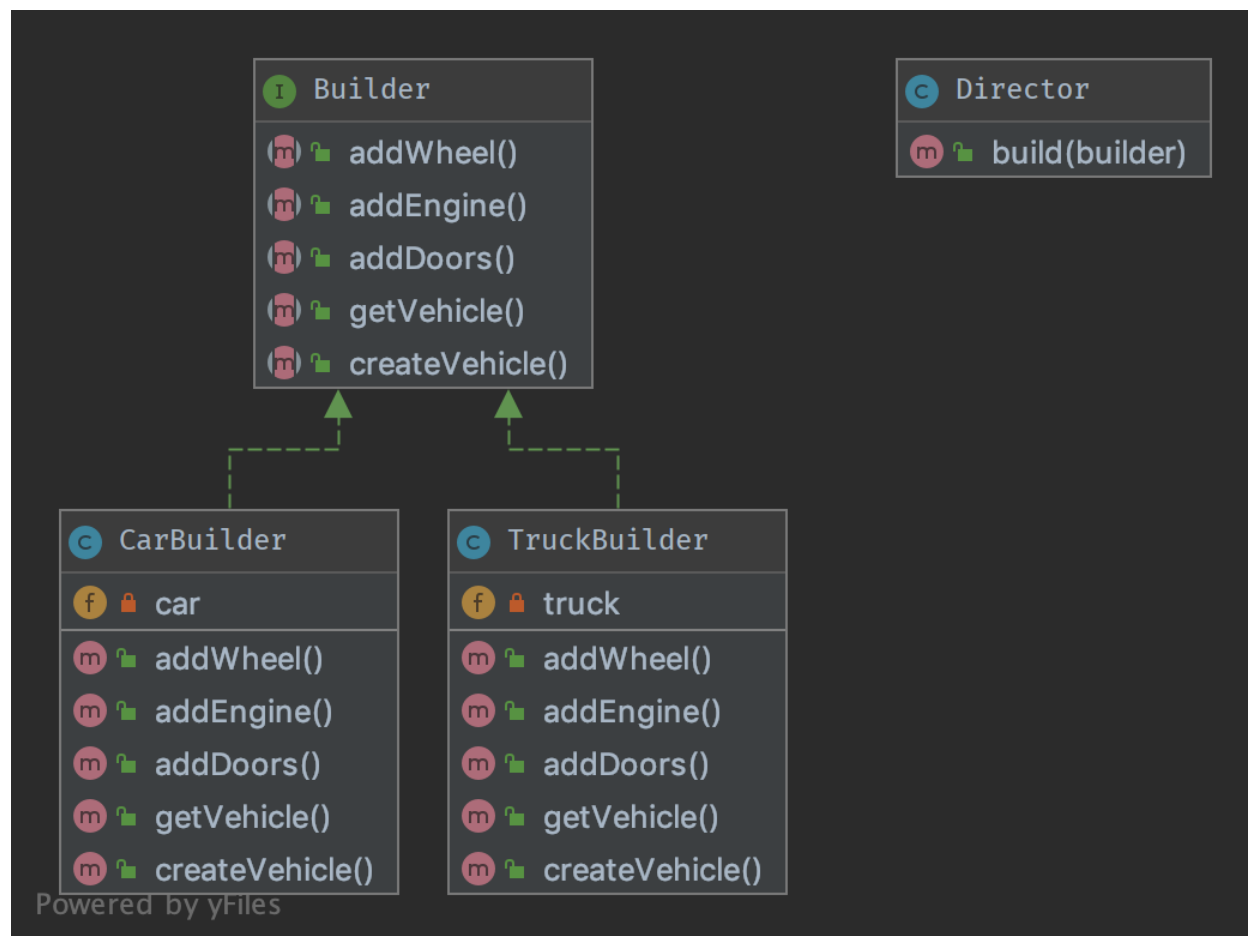 I Builder
m addWheel()
m addEngine()
m addDoors()
m getVehicle()
m createVehicle()
C Director
m build(builder)
C CarBuilder
f car
m addWheel()
m addEngine()
m addDoors()
m getVehicle()
m createVehicle()
C TruckBuilder
f truck
m addWheel()
m addEngine()
m addDoors()
m getVehicle()
m createVehicle()
Powered by yFiles